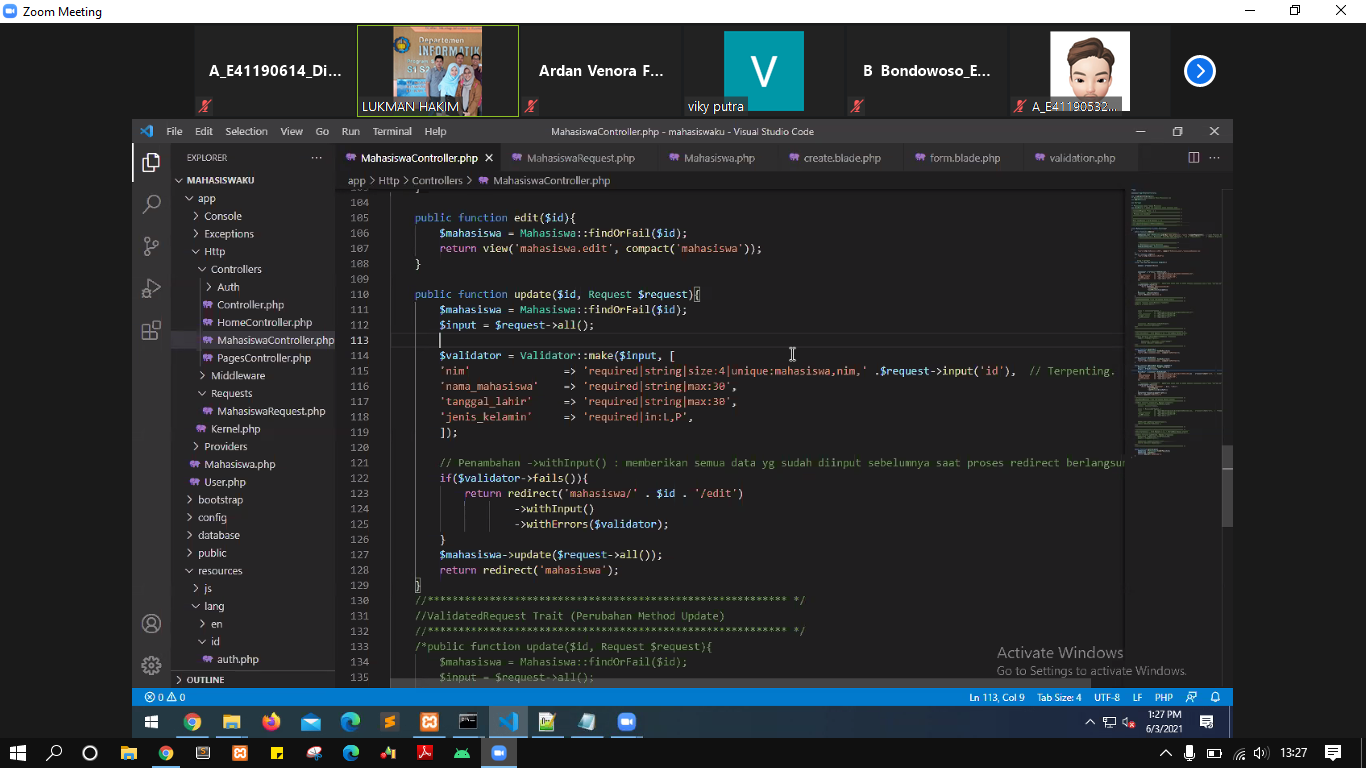 Zoom Meeting
A_E41190614_Di...
Departemen
INFORMATIK
LUKMAN HAKIM
Ardan Venora F...
V
viky putra
B Bondowoso_E...
A_E41190532...
File Edit Selection View Go Run Terminal Help
MahasiswaController.php - mahasiswaku - Visual Studio Code
EXPLORER
MahasiswaController.php
MahasiswaRequest.php
Mahasiswa.php
create.blade.php
form.blade.php
validation.php
app > Http > Controllers > MahasiswaController.php
MAHASISWAKU
app
Console
Exceptions
Http
Controllers
Auth
Controller.php
HomeController.php
MahasiswaController.php
PagesController.php
Middleware
Requests
MahasiswaRequest.php
Kernel.php
Providers
Mahasiswa.php
User.php
bootstrap
config
database
public
resources
js
lang
en
id
auth.php
OUTLINE
103 }
104
105 public function edit($id){
106 $mahasiswa = Mahasiswa::findOrFail($id);
107 return view('mahasiswa.edit', compact('mahasiswa'));
108 }
109
110 public function update($id, Request $request){
111 $mahasiswa = Mahasiswa::findOrFail($id);
112 $input = $request->all();
113
114 $validator = Validator::make($input, [
115 'nim' => 'required|string|size:4|unique:mahasiswa,nim,' .$request->input('id'), // Terpenting.
116 'nama_mahasiswa' => 'required|string|max:30',
117 'tanggal_lahir' => 'required|string|max:30',
118 'jenis_kelamin' => 'required|in:L,P',
119 ]);
120
121 // Penambahan ->withInput() : memberikan semua data yg sudah diinput sebelumnya saat proses redirect berlangsu
122 if($validator->fails()){
123 return redirect('mahasiswa/' . $id . '/edit')
124 ->withInput()
125 ->withErrors($validator);
126 }
127 $mahasiswa->update($request->all());
128 return redirect('mahasiswa');
129 }
130 //*********************************************************** */
131 //ValidatedRequest Trait (Perubahan Method Update)
132 //*********************************************************** */
133 /*public function update($id, Request $request){
134 $mahasiswa = Mahasiswa::findOrFail($id);
135 $input = $request->all();
Activate Windows
Go to Settings to activate Windows.
0 0
Ln 113, Col 9 Tab Size: 4 UTF-8 LF PHP
1:27 PM
6/3/2021
13:27